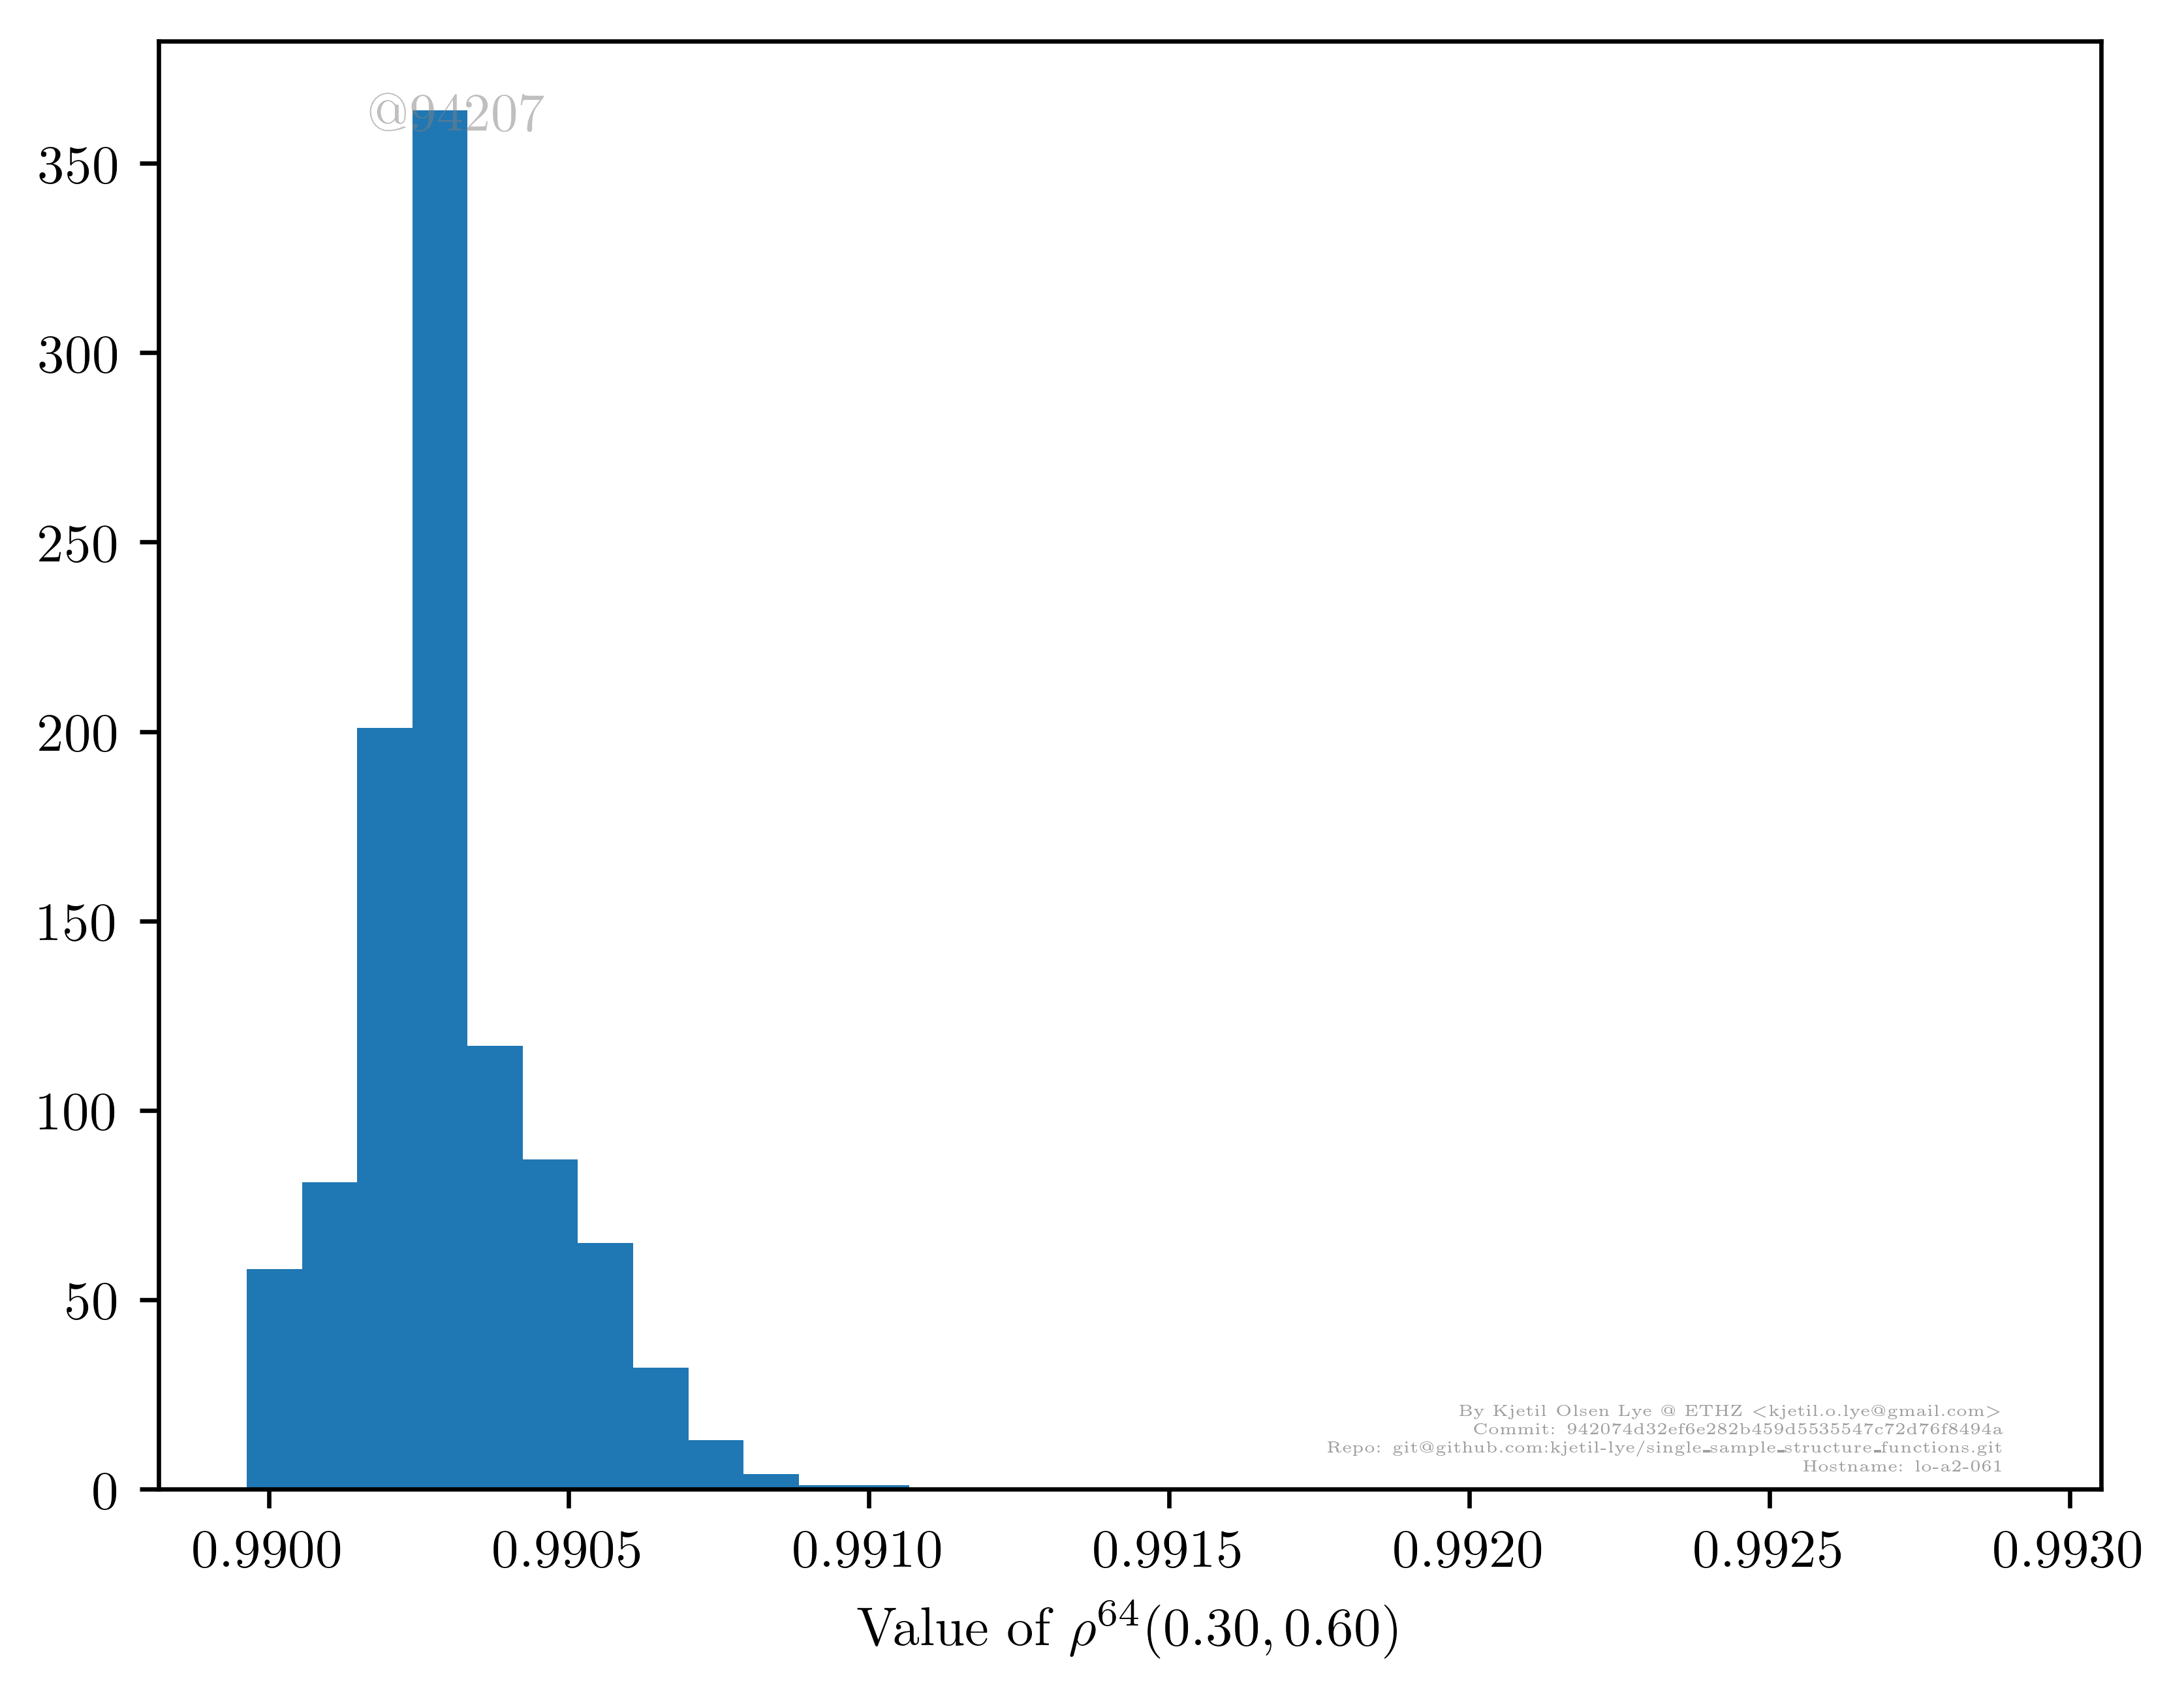 @94207
350
300
250
200
150
100
50
0
By Kjetil Olsen Lye @ ETHZ <kjetil.o.lye@gmail.com>
Commit: 942074d32ef6e282b459d5535547c72d76f8494a
Repo: git@github.com:kjetil-lye/single_sample_structure_functions.git
Hostname: lo-a2-061
0.9900 0.9905 0.9910 0.9915 0.9920 0.9925 0.9930
Value of ρ^64(0.30, 0.60)